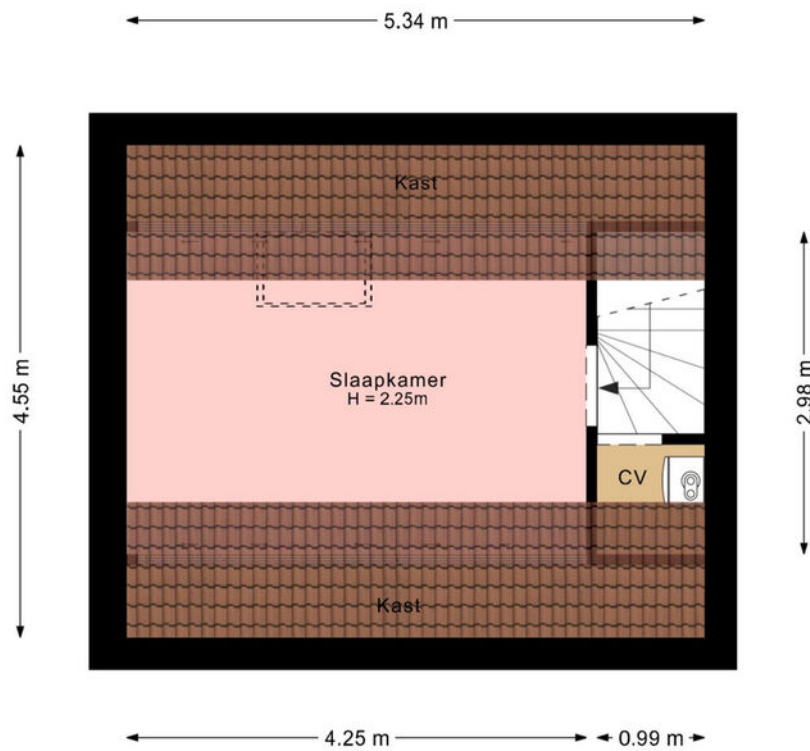 5.34 m
Kast
4.55 m
Slaapkamer
H = 2.25m
2.98 m
CV
Kast
4.25 m
0.99 m